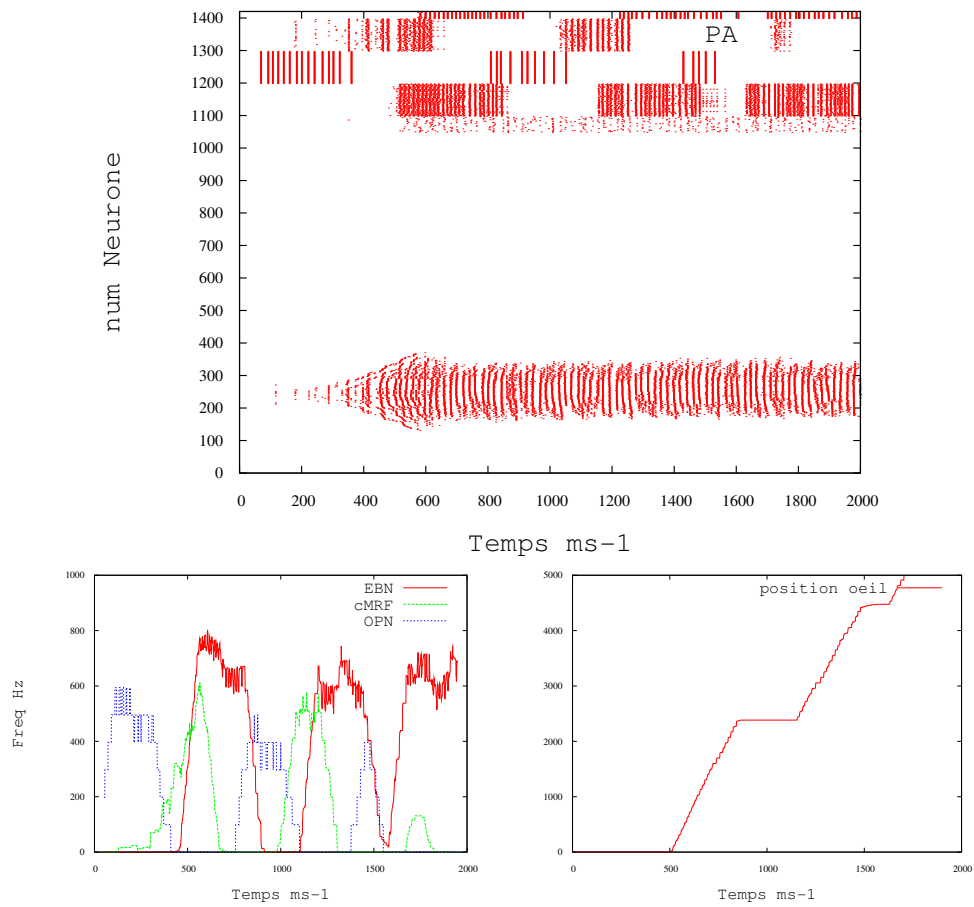 1400
1300
1200
1100
1000
900
800
700
600
500
400
300
200
100
0
num Neurone
PA
0 200 400 600 800 1000 1200 1400 1600 1800 2000
Temps ms-1
1000
800
600
400
200
0
Freq Hz
EBN
cMRF
OPN
0 500 1000 1500 2000
Temps ms-1
5000
4000
3000
2000
1000
0
position oeil
0 500 1000 1500 2000
Temps ms-1